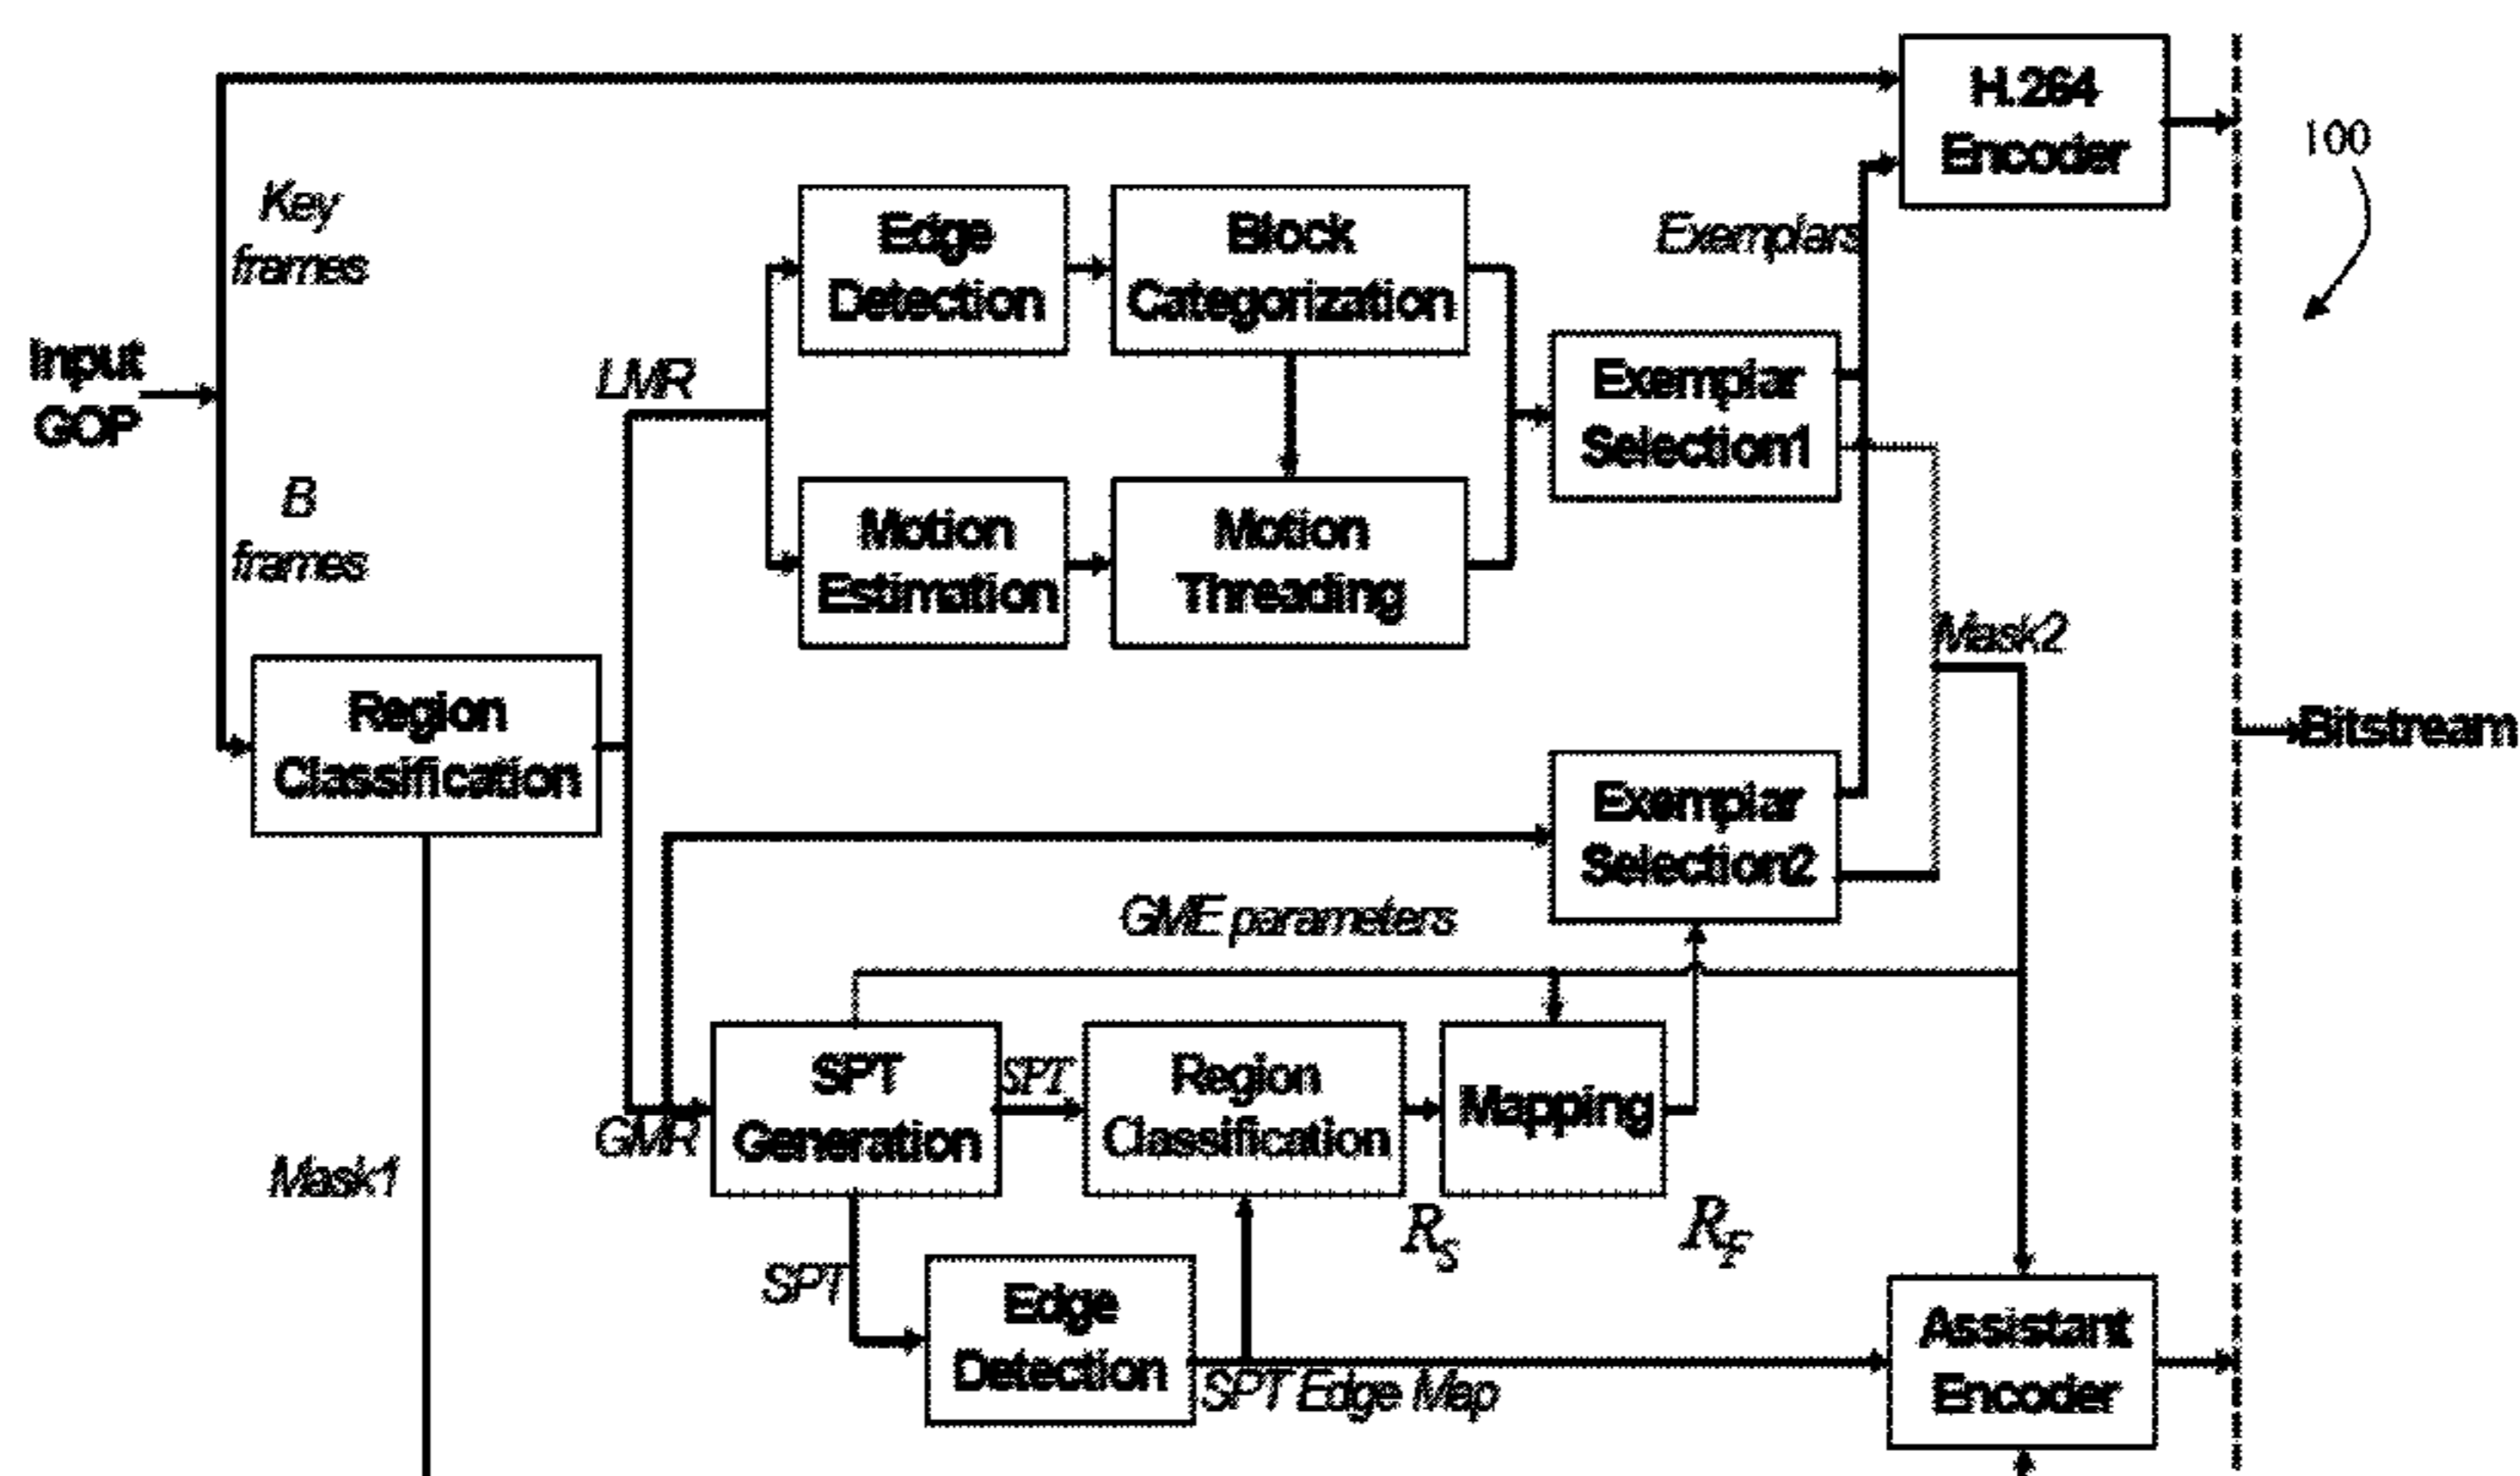 H.264
Encoder
100
Key
frames
Edge
Detection
Block
Categorization
Exemplars
Input
GOP
LMR
Exemplar
Selection1
B
frames
Motion
Estimation
Motion
Threading
Mask2
Region
Classification
Bitstream
Exemplar
Selection2
GME parameters
SPT
Generation
SPT
Region
Classification
Mapping
GMR
Mask1
R_S
R_F
SPT
Edge
Detection
SPT Edge Map
Assistant
Encoder